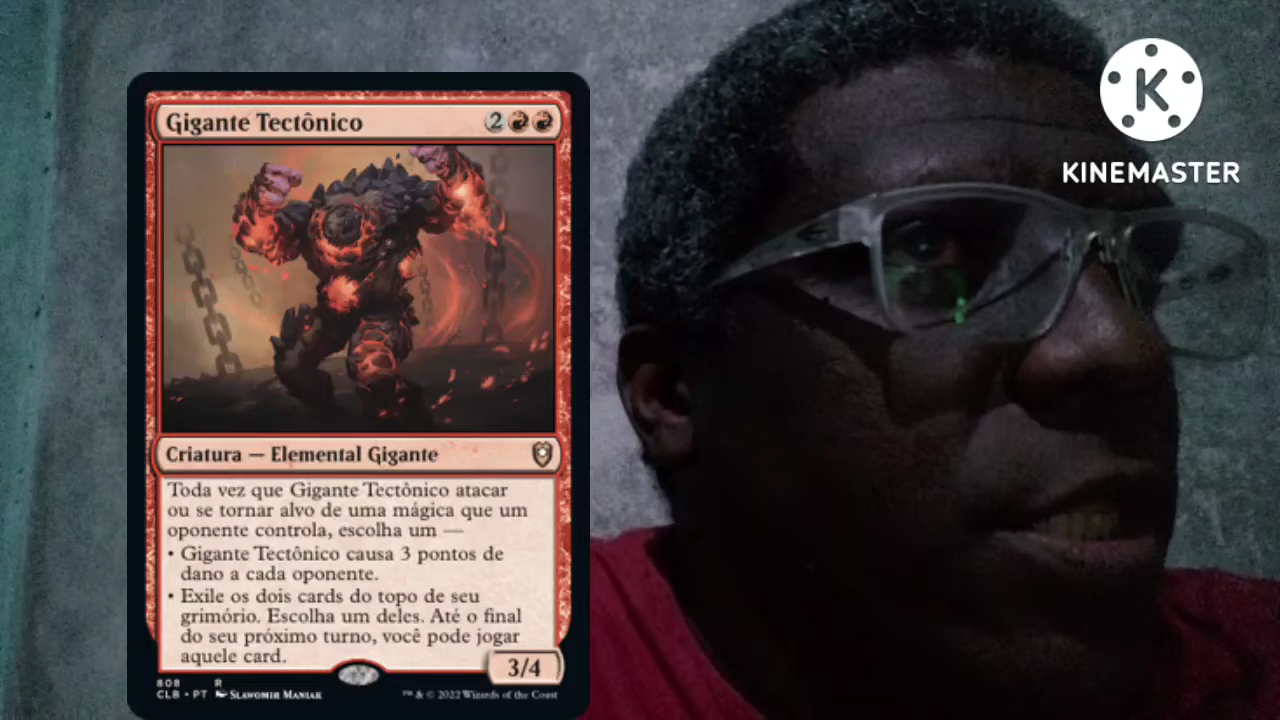 Gigante Tectônico 2
Criatura — Elemental Gigante
Toda vez que Gigante Tectônico atacar
ou se tornar alvo de uma mágica que um
oponente controla, escolha um —
• Gigante Tectônico causa 3 pontos de
dano a cada oponente.
• Exile os dois cards do topo de seu
grimório. Escolha um deles. Até o final
do seu próximo turno, você pode jogar
aquele card.
3/4
808 R
CLB • PT SLAWOMIR MANIAK
™ & © 2022 Wizards of the Coast
K
KINEMASTER